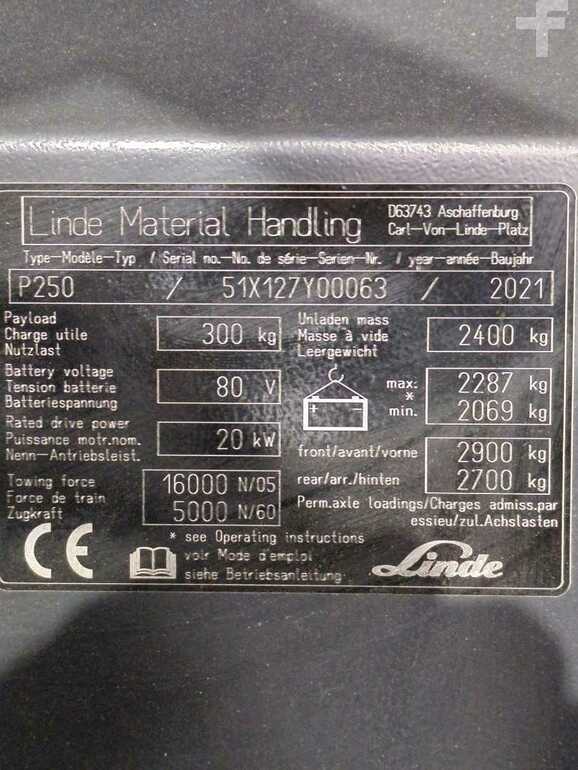 Linde Material Handling
D63743 Aschaffenburg
Carl-Von-Linde Platz
Type-Modèle-Typ / Serial no.-No. de série-Serien-Nr. / year-année-Baujahr
P250 / 51X127Y00063 / 2021
Payload
Charge utile
Nutzlast
300 kg
Unladen mass
Masse à vide
Leergewicht
2400 kg
Battery voltage
Tension batterie
Batteriespannung
80 V
+ -
max: 2287 kg
*
min. 2069 kg
Rated drive power
Puissance motr.nom.
Nenn-Antriebsleist.
20 kW
front/avant/vorne 2900 kg
rear/arr./hinten 2700 kg
Towing force
Force de train
Zugkraft
16000 N/05
5000 N/60
Perm.axle loadings/Charges admiss.par
essieu/zul.Achslasten
CE
* see Operating instructions
voir Mode d'emploi
siehe Betriebsanleitung
Linde